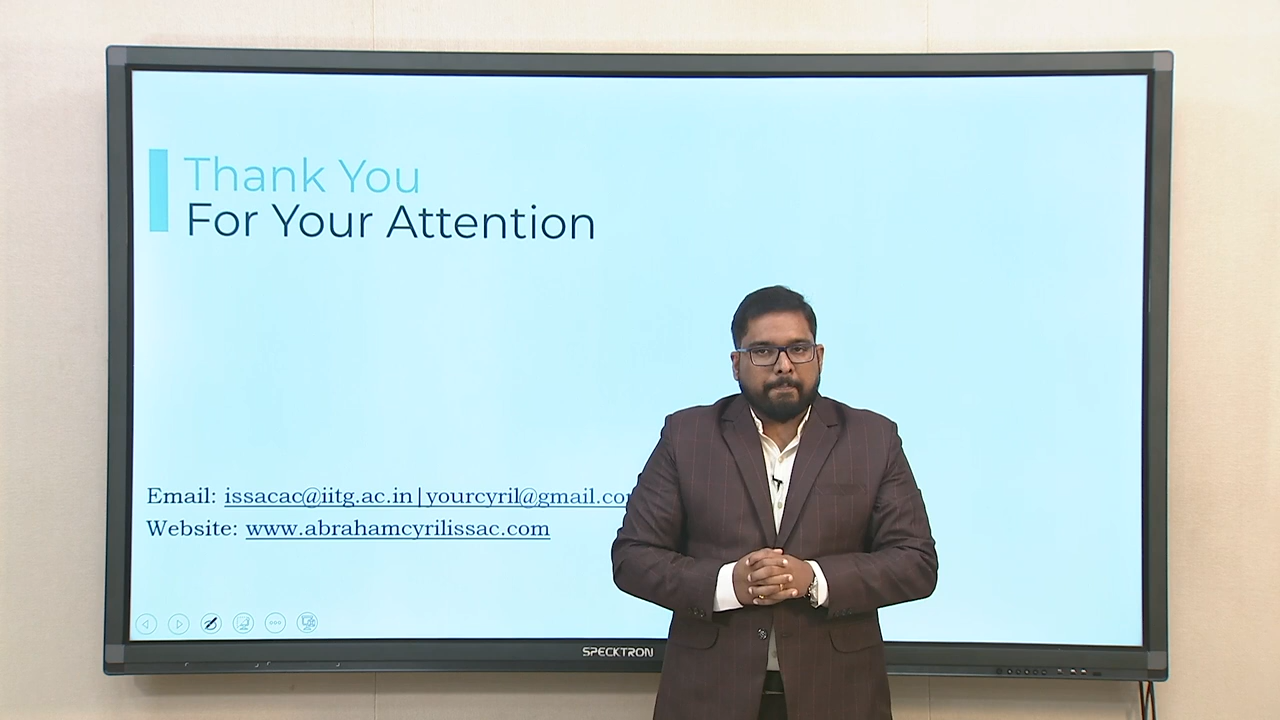 Thank You
For Your Attention
Email: issacac@iitg.ac.in|yourcyril@gmail.co
Website: www.abrahamcyrilissac.com
SPECKTRON